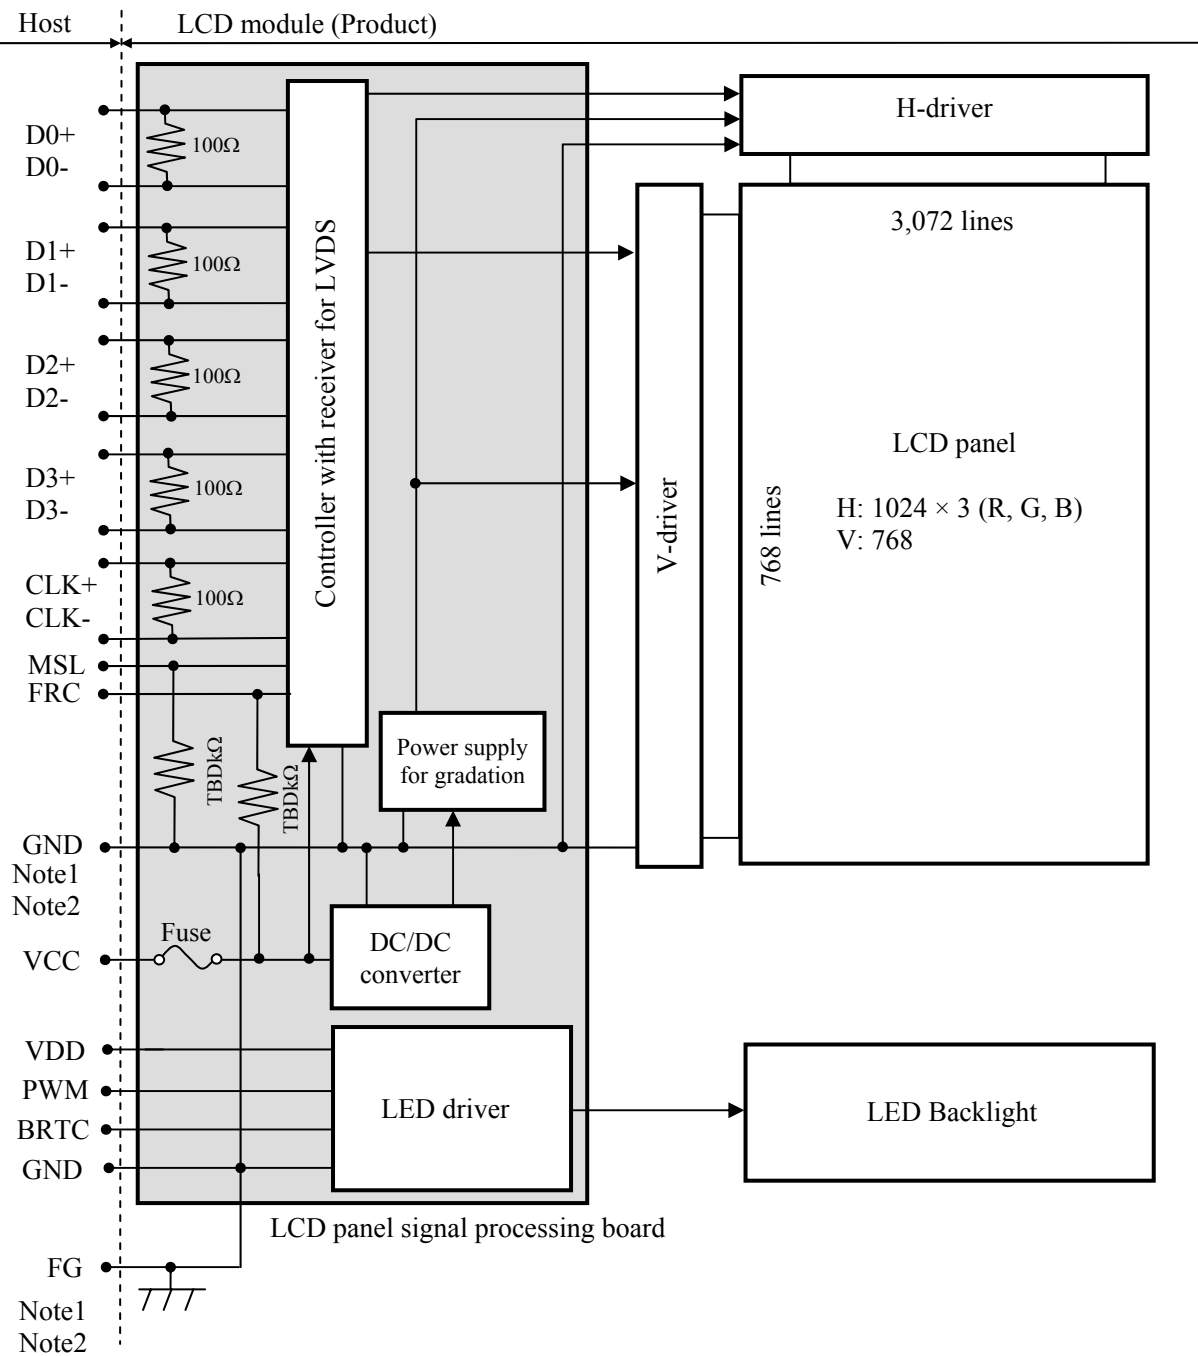 Host
LCD module (Product)
D0+
D0-
100Ω
D1+
D1-
100Ω
D2+
D2-
100Ω
D3+
D3-
100Ω
CLK+
CLK-
100Ω
MSL
FRC
TBDkΩ
TBDkΩ
Controller with receiver for LVDS
H-driver
3,072 lines
768 lines
V-driver
LCD panel
H: 1024 × 3 (R, G, B)
V: 768
Power supply
for gradation
GND
Note1
Note2
VCC
Fuse
DC/DC
converter
VDD
PWM
BRTC
GND
LED driver
LED Backlight
LCD panel signal processing board
FG
Note1
Note2